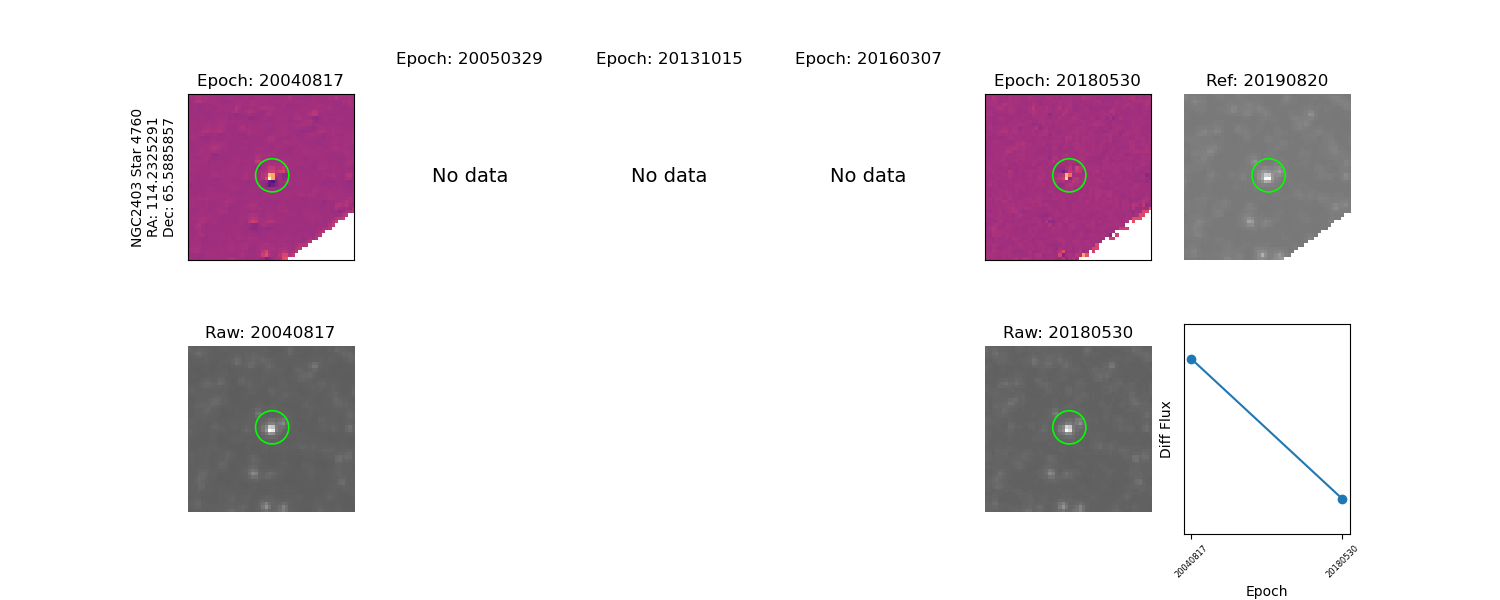 Epoch: 20040817
Epoch: 20050329
Epoch: 20131015
Epoch: 20160307
Epoch: 20180530
Ref: 20190820
NGC2403 Star 4760
RA: 114.2325291
Dec: 65.5885857
No data
No data
No data
Raw: 20040817
Raw: 20180530
Diff Flux
20040817
20180530
Epoch